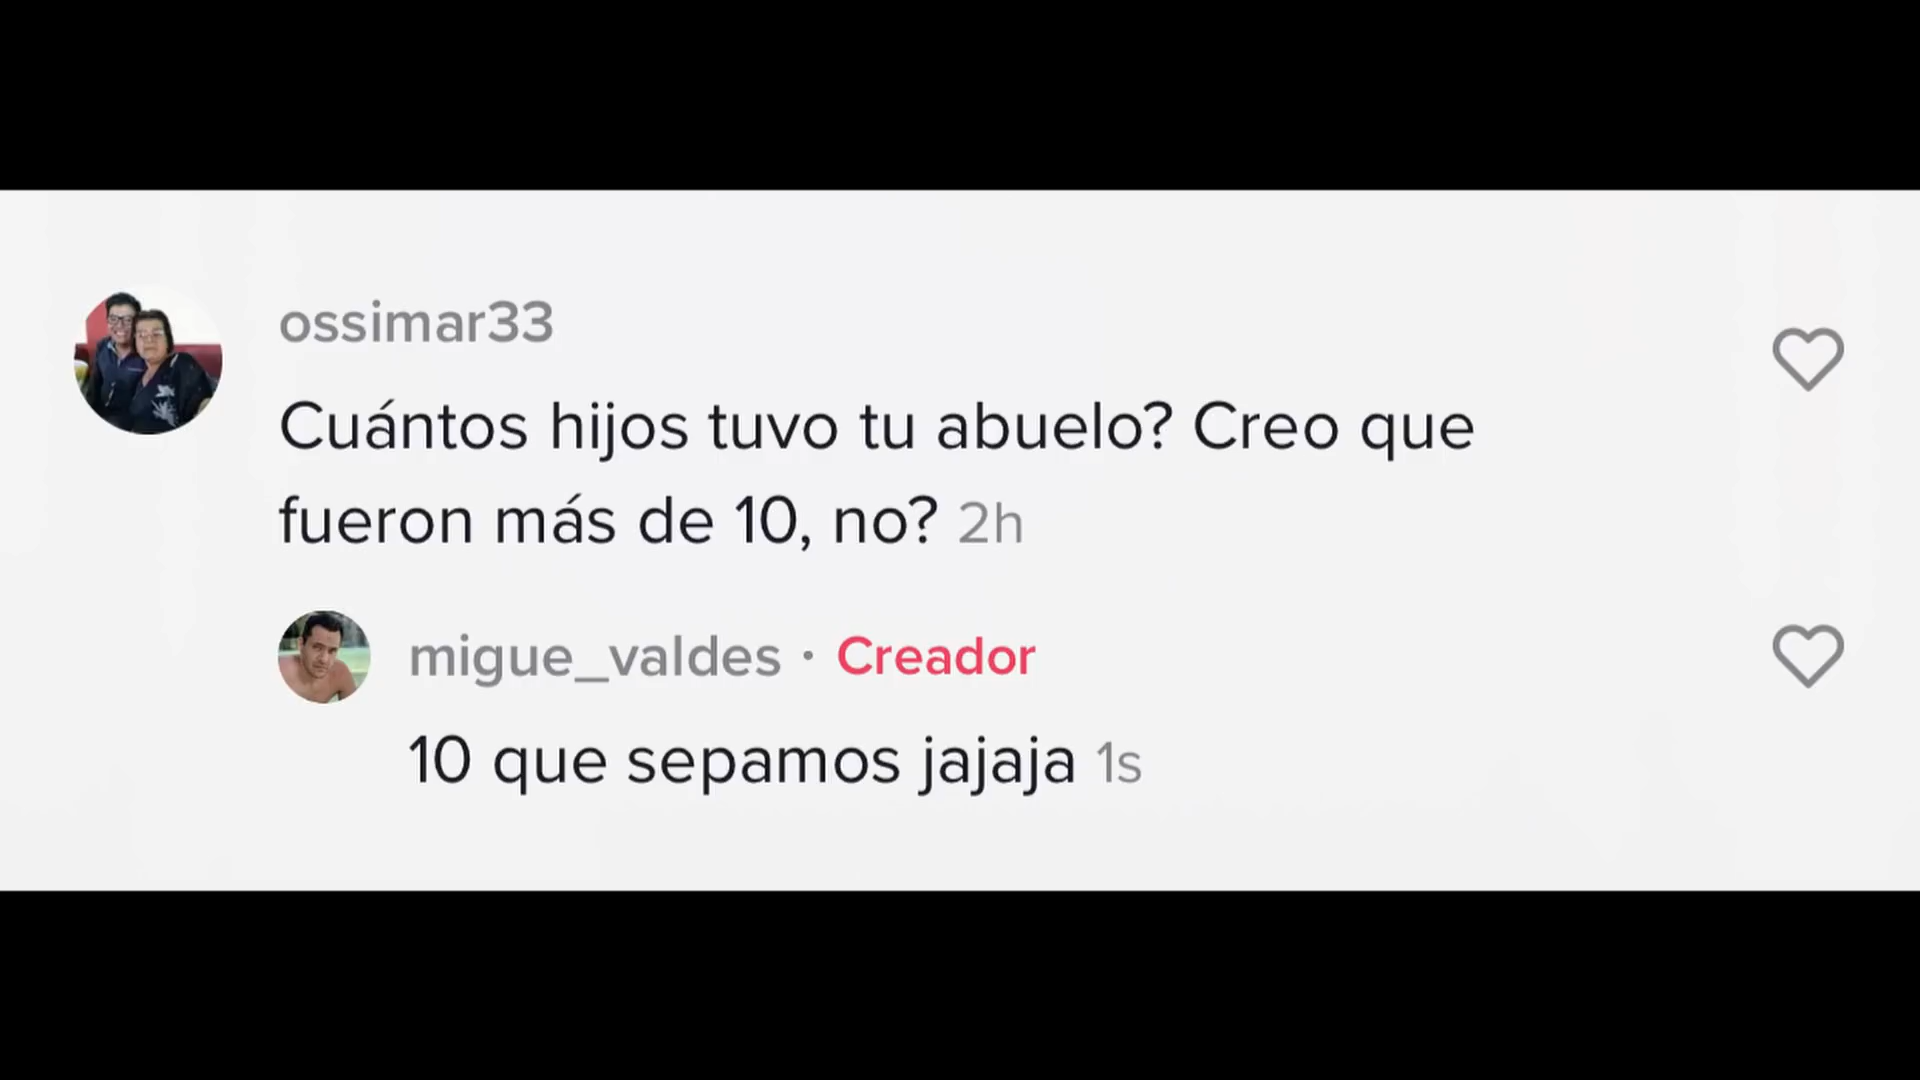 ossimar33
Cuántos hijos tuvo tu abuelo? Creo que
fueron más de 10, no? 2h
migue_valdes · Creador
10 que sepamos jajaja 1s